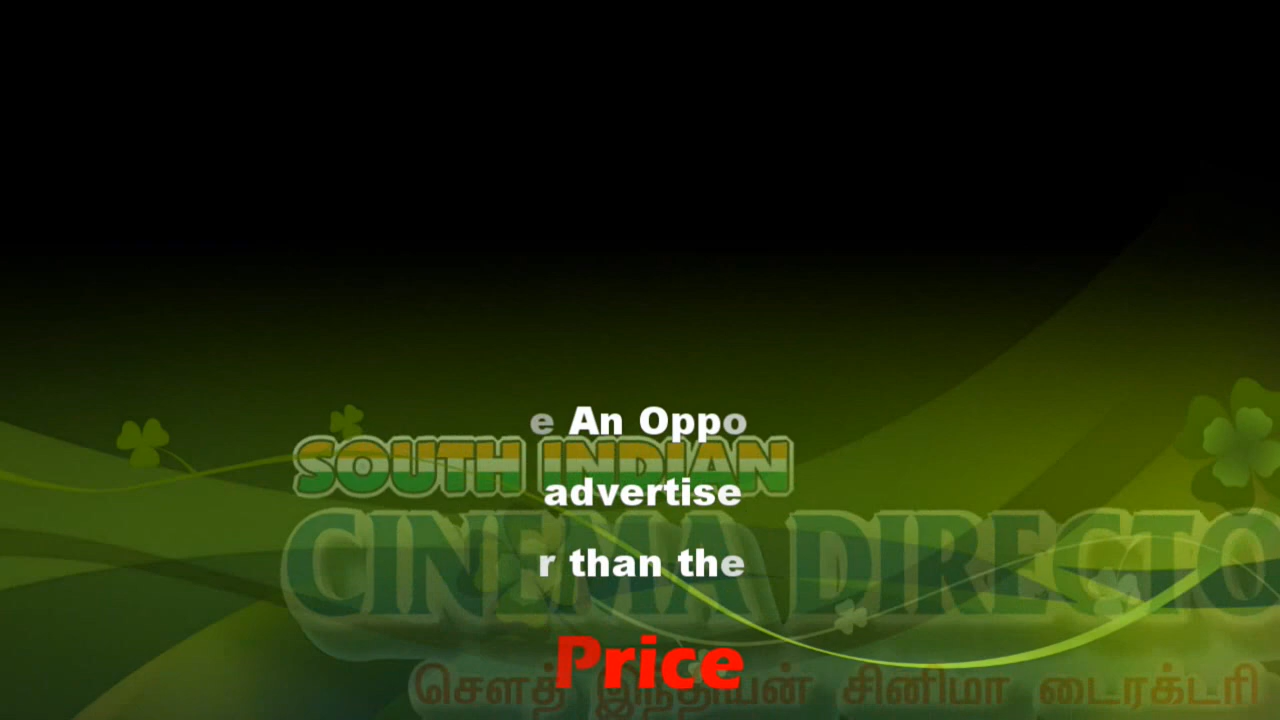 e An Oppo
SOUTH INDIAN
advertise
CINEMA DIRECTO
r than the
Price
சௌத் இந்தியன் சினிமா டைரக்டரி